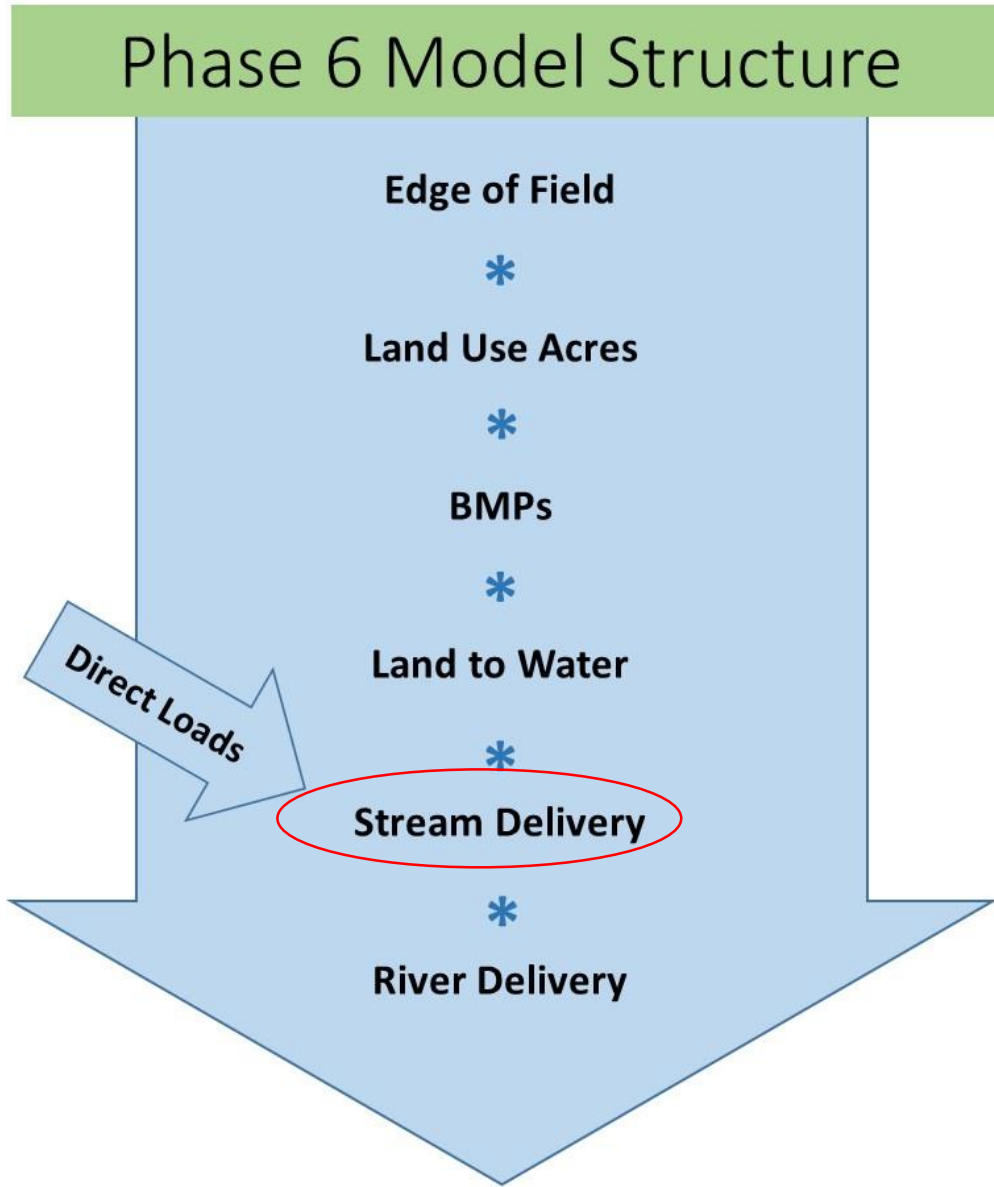 Phase 6 Model Structure
Edge of Field
*
Land Use Acres
*
BMPs
*
Land to Water
Direct Loads
*
Stream Delivery
*
River Delivery